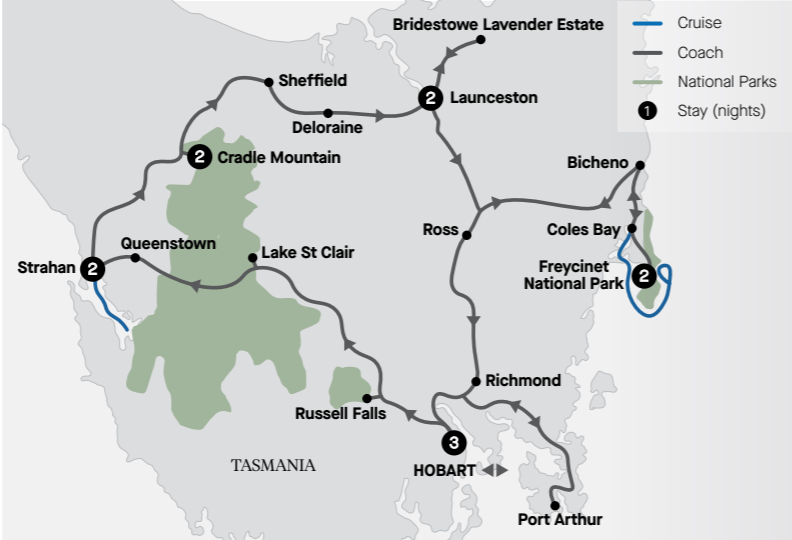 Bridestowe Lavender Estate
Cruise
Coach
National Parks
1 Stay (nights)
Sheffield
2 Launceston
Deloraine
2 Cradle Mountain
Bicheno
Ross
Coles Bay
Queenstown
Lake St Clair
Strahan 2
Freycinet
National Park
2
Richmond
Russell Falls
3
HOBART
TASMANIA
Port Arthur